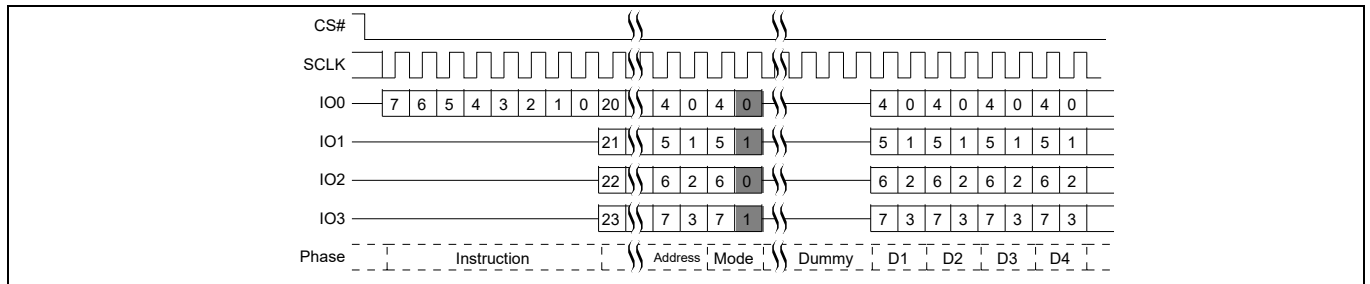 CS#
SCLK
IO0 7 6 5 4 3 2 1 0 20 4 0 4 0 4 0 4 0 4 0 4 0
IO1 21 5 1 5 1 5 1 5 1 5 1 5 1
IO2 22 6 2 6 0 6 2 6 2 6 2 6 2
IO3 23 7 3 7 1 7 3 7 3 7 3 7 3
Phase Instruction Address Mode Dummy D1 D2 D3 D4